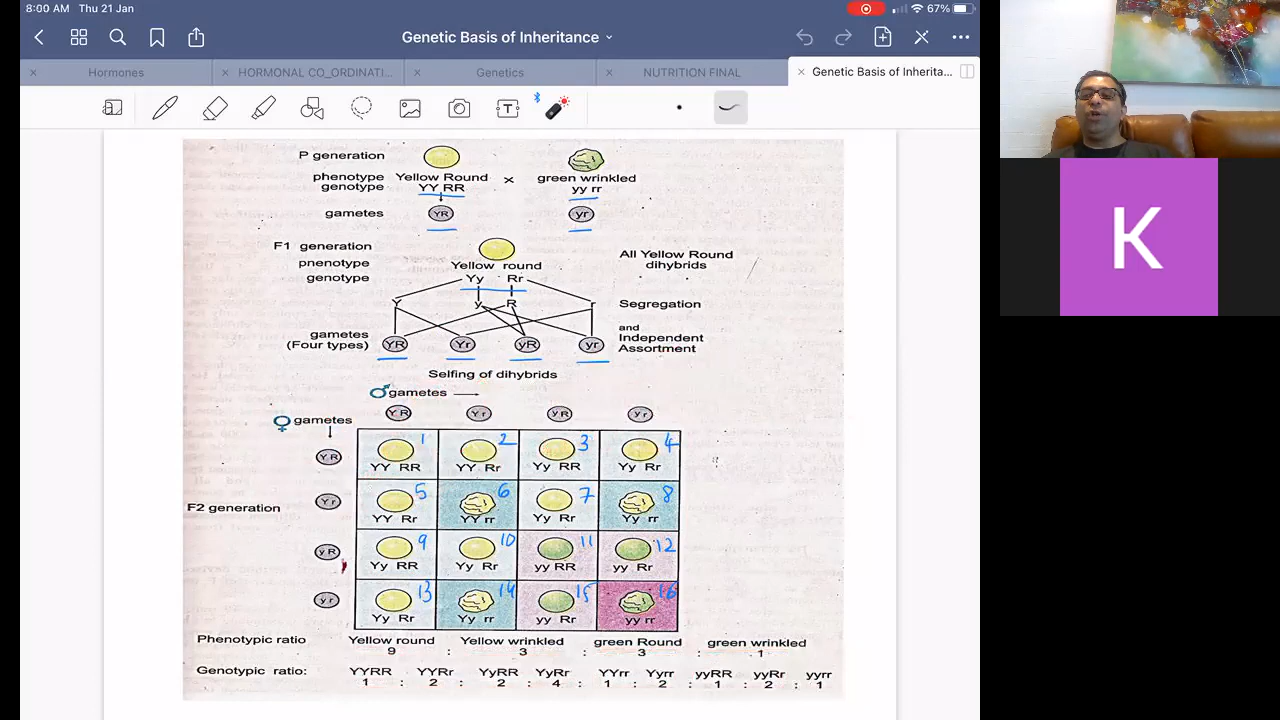 8:00 AM Thu 21 Jan 67%
Genetic Basis of Inheritance
Hormones HORMONAL CO_ORDINATI... Genetics NUTRITION FINAL Genetic Basis of Inherita...
P generation
phenotype Yellow Round × green wrinkled
genotype YY RR yy rr
gametes YR yr
F1 generation
phenotype Yellow round All Yellow Round dihybrids
genotype Yy Rr
Y y R r Segregation
gametes (Four types) YR Yr yR yr and Independent Assortment
Selfing of dihybrids
♂ gametes
♀ gametes YR Yr yR yr
YR 1 2 3 4
YY RR YY Rr Yy RR Yy Rr
F2 generation Yr 5 6 7 8
YY Rr YY rr Yy Rr Yy rr
yR 9 10 11 12
Yy RR Yy Rr yy RR yy Rr
yr 13 14 15 16
Yy Rr Yy rr yy Rr yy rr
Phenotypic ratio Yellow round Yellow wrinkled green Round green wrinkled
9 : 3 : 3 : 1
Genotypic ratio: YYRR YYRr YyRR YyRr YYrr Yyrr yyRR yyRr yyrr
1 : 2 : 2 : 4 : 1 : 2 : 1 : 2 : 1
K